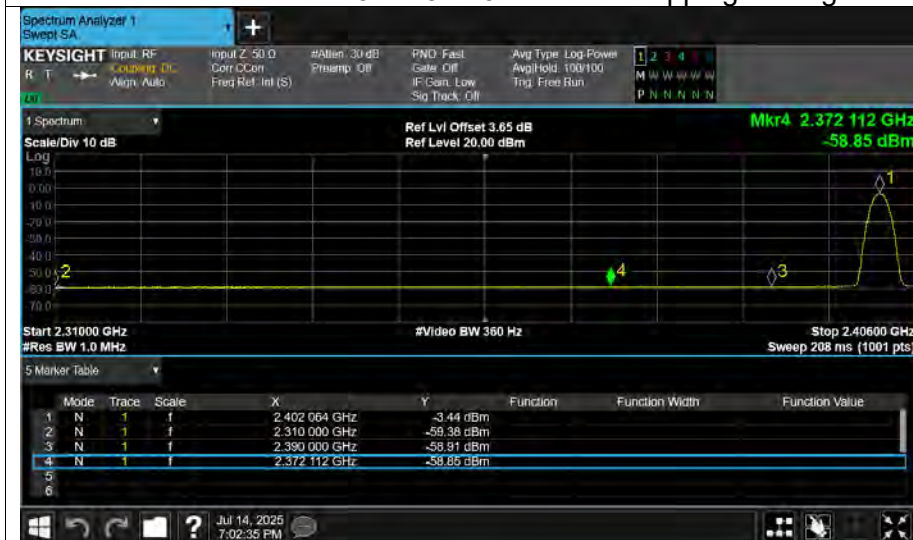 Spectrum Analyzer 1
Swept SA
+
KEYSIGHT Input: RF Input Z: 50 Ω #Atten: 30 dB PNO: Fast Avg Type: Log-Power 1 2 3 4 5 6
R T Coupling: DC Corr CCorr Preamp: Off Gate: Off Avg|Hold: 100/100 M W W W W W
Align: Auto Freq Ref: Int (S) IF Gain: Low Trig: Free Run
Sig Track: Off P N N N N N
1 Spectrum Ref Lvl Offset 3.65 dB Mkr4 2.372 112 GHz
Scale/Div 10 dB Ref Level 20.00 dBm -58.85 dBm
Log
10.0
0.00
-10.0
-20.0
-30.0
-40.0
-50.0
-60.0
-70.0
1
2
4
3
Start 2.31000 GHz #Video BW 360 Hz Stop 2.40600 GHz
#Res BW 1.0 MHz Sweep 208 ms (1001 pts)
5 Marker Table
Mode Trace Scale X Y Function Function Width Function Value
1 N 1 f 2.402 064 GHz -3.44 dBm
2 N 1 f 2.310 000 GHz -59.38 dBm
3 N 1 f 2.390 000 GHz -58.91 dBm
4 N 1 f 2.372 112 GHz -58.85 dBm
5
6
? Jul 14, 2025
7:02:35 PM